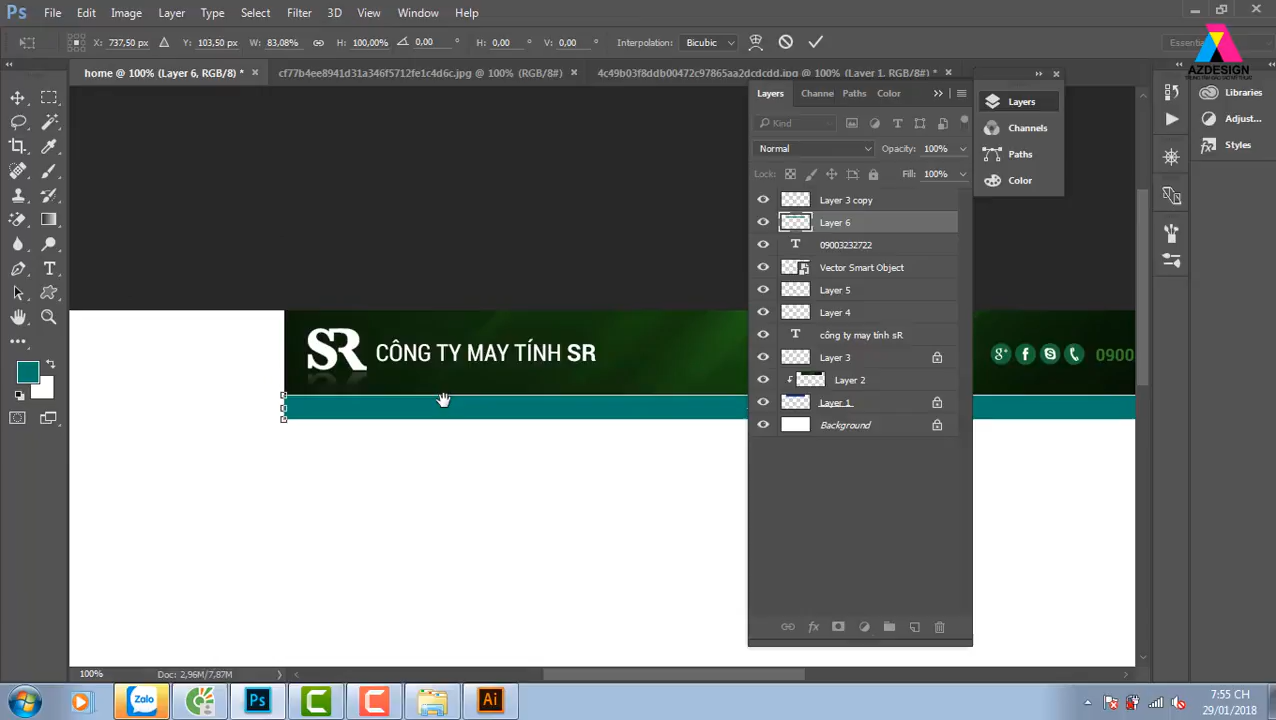 Ps File Edit Image Layer Type Select Filter 3D View Window Help
X: 737,50 px Y: 103,50 px W: 83,08% H: 100,00% 0,00 ° H: 0,00 ° V: 0,00 ° Interpolation: Bicubic
AZDESIGN
home @ 100% (Layer 6, RGB/8#) * cf77b4ee8941d31a346f5712fe1c4d6c.jpg @ 100% (RGB/8#) 4c49b03f8ddb00472c97865aa2dcdcdd.jpg @ 100% (Layer 1, RGB/8#) *
Layers Channe Paths Color
Layers
Channels
Paths
Color
Libraries
Adjust...
Styles
Kind
Normal Opacity: 100%
Lock: Fill: 100%
Layer 3 copy
Layer 6
T 09003232722
Vector Smart Object
Layer 5
Layer 4
T công ty may tính sR
Layer 3
Layer 2
Layer 1
Background
SR CÔNG TY MAY TÍNH SR
g+ f 0900
100% Doc: 2,96M/7,87M
Zalo Ps C C Ai
7:55 CH
29/01/2018